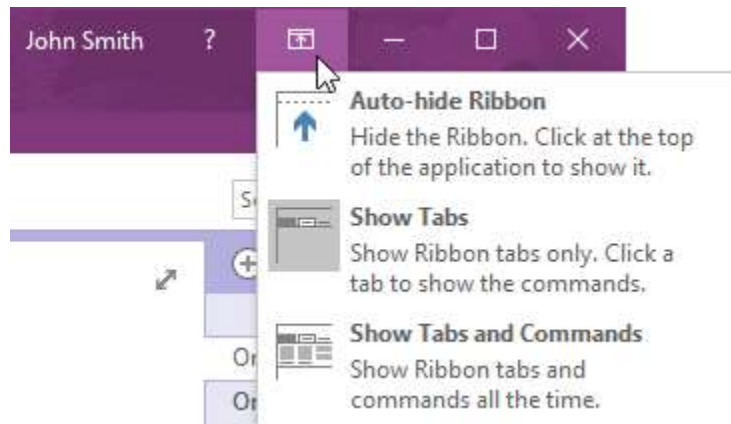 John Smith ?
Auto-hide Ribbon
Hide the Ribbon. Click at the top
of the application to show it.
Show Tabs
Show Ribbon tabs only. Click a
tab to show the commands.
Show Tabs and Commands
Show Ribbon tabs and
commands all the time.